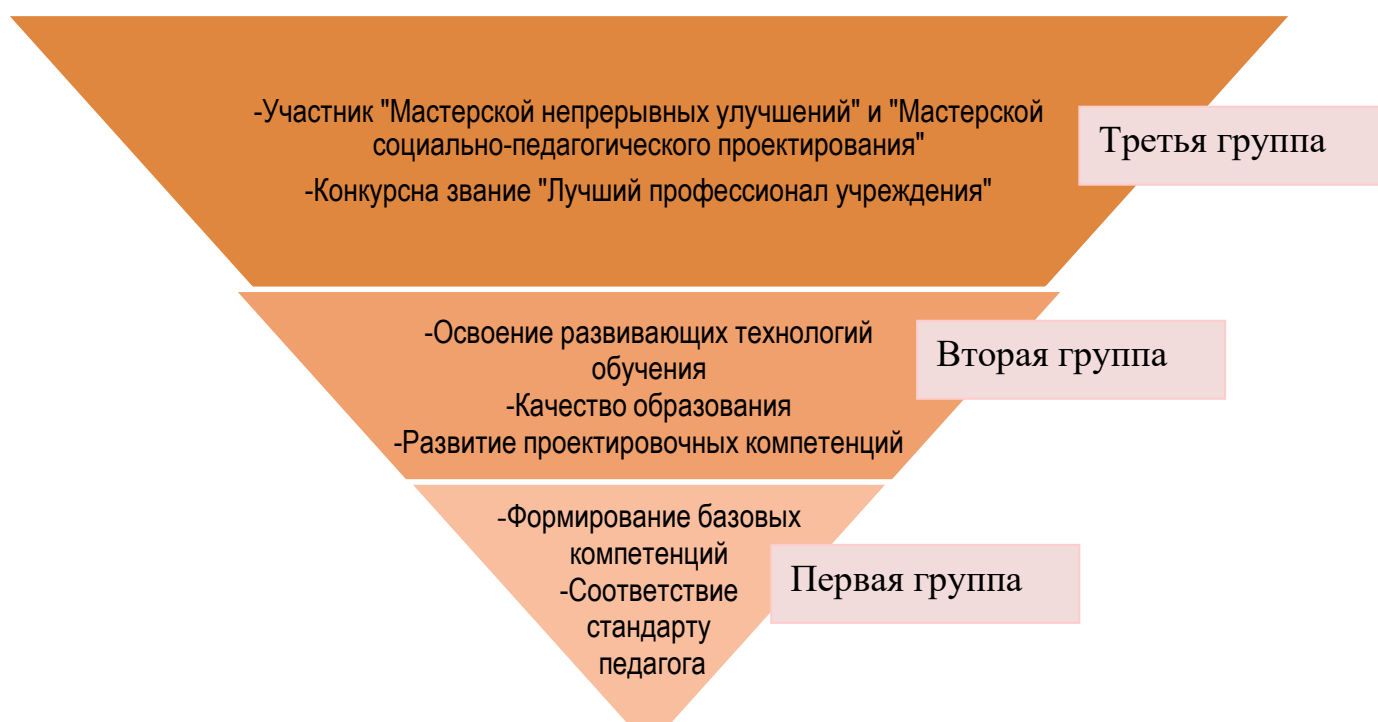 -Участник "Мастерской непрерывных улучшений" и "Мастерской
социально-педагогического проектирования"
-Конкурсна звание "Лучший профессионал учреждения"
Третья группа
-Освоение развивающих технологий
обучения
-Качество образования
-Развитие проектировочных компетенций
Вторая группа
-Формирование базовых
компетенций
-Соответствие
стандарту
педагога
Первая группа